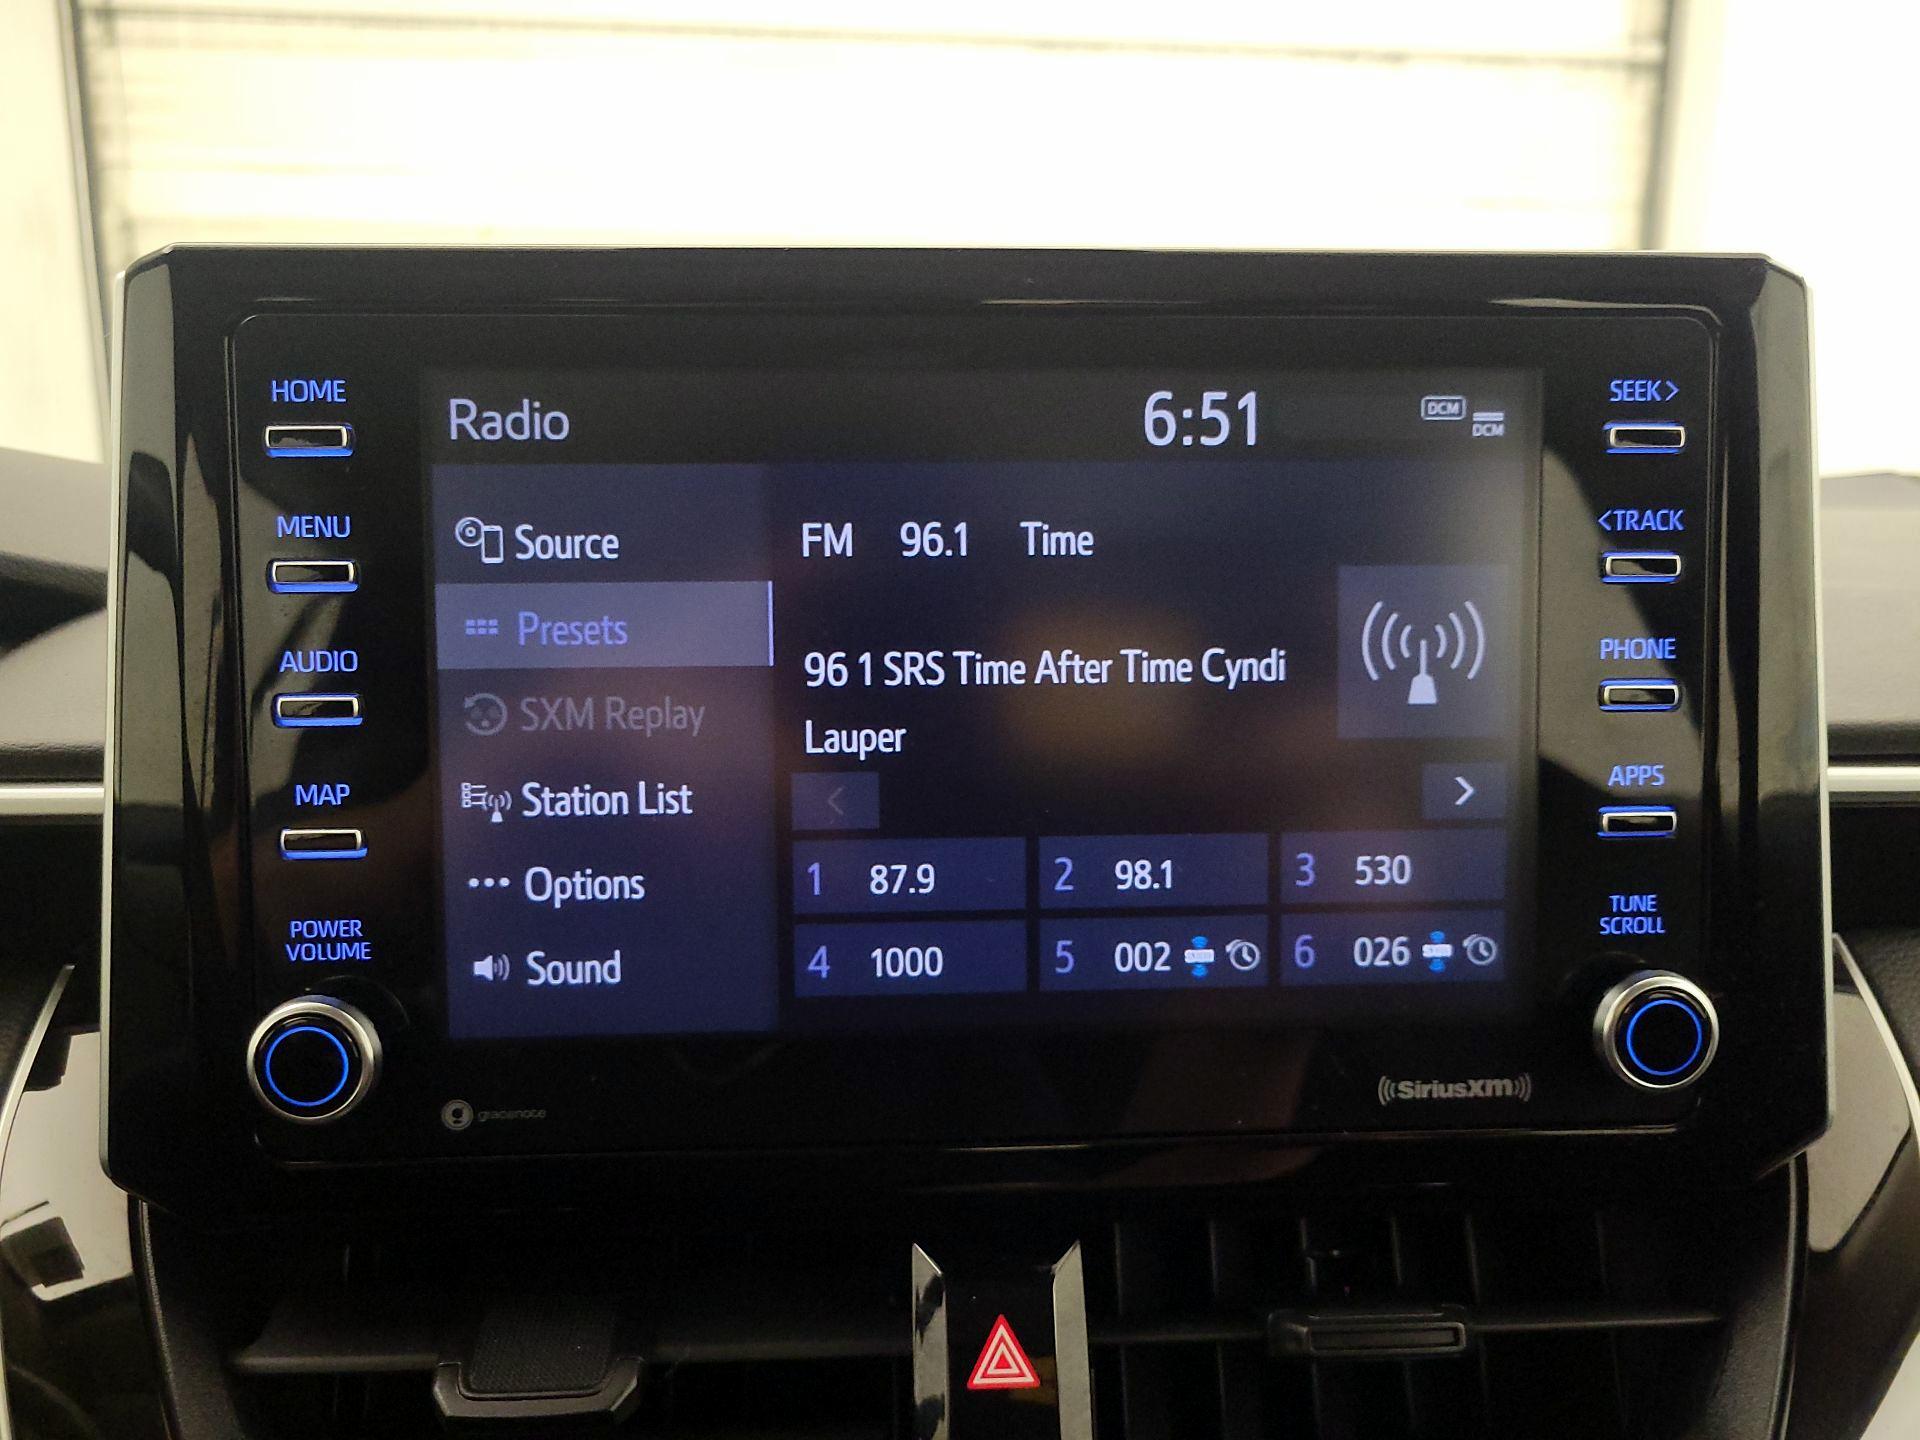 HOME
MENU
AUDIO
MAP
POWER
VOLUME
Radio
6:51
DCM
DCM
Source
Presets
SXM Replay
Station List
Options
Sound
FM 96.1 Time
96 1 SRS Time After Time Cyndi
Lauper
<
>
1 87.9
2 98.1
3 530
4 1000
5 002
6 026
SEEK>
<TRACK
PHONE
APPS
TUNE
SCROLL
gracenote
SiriusXM